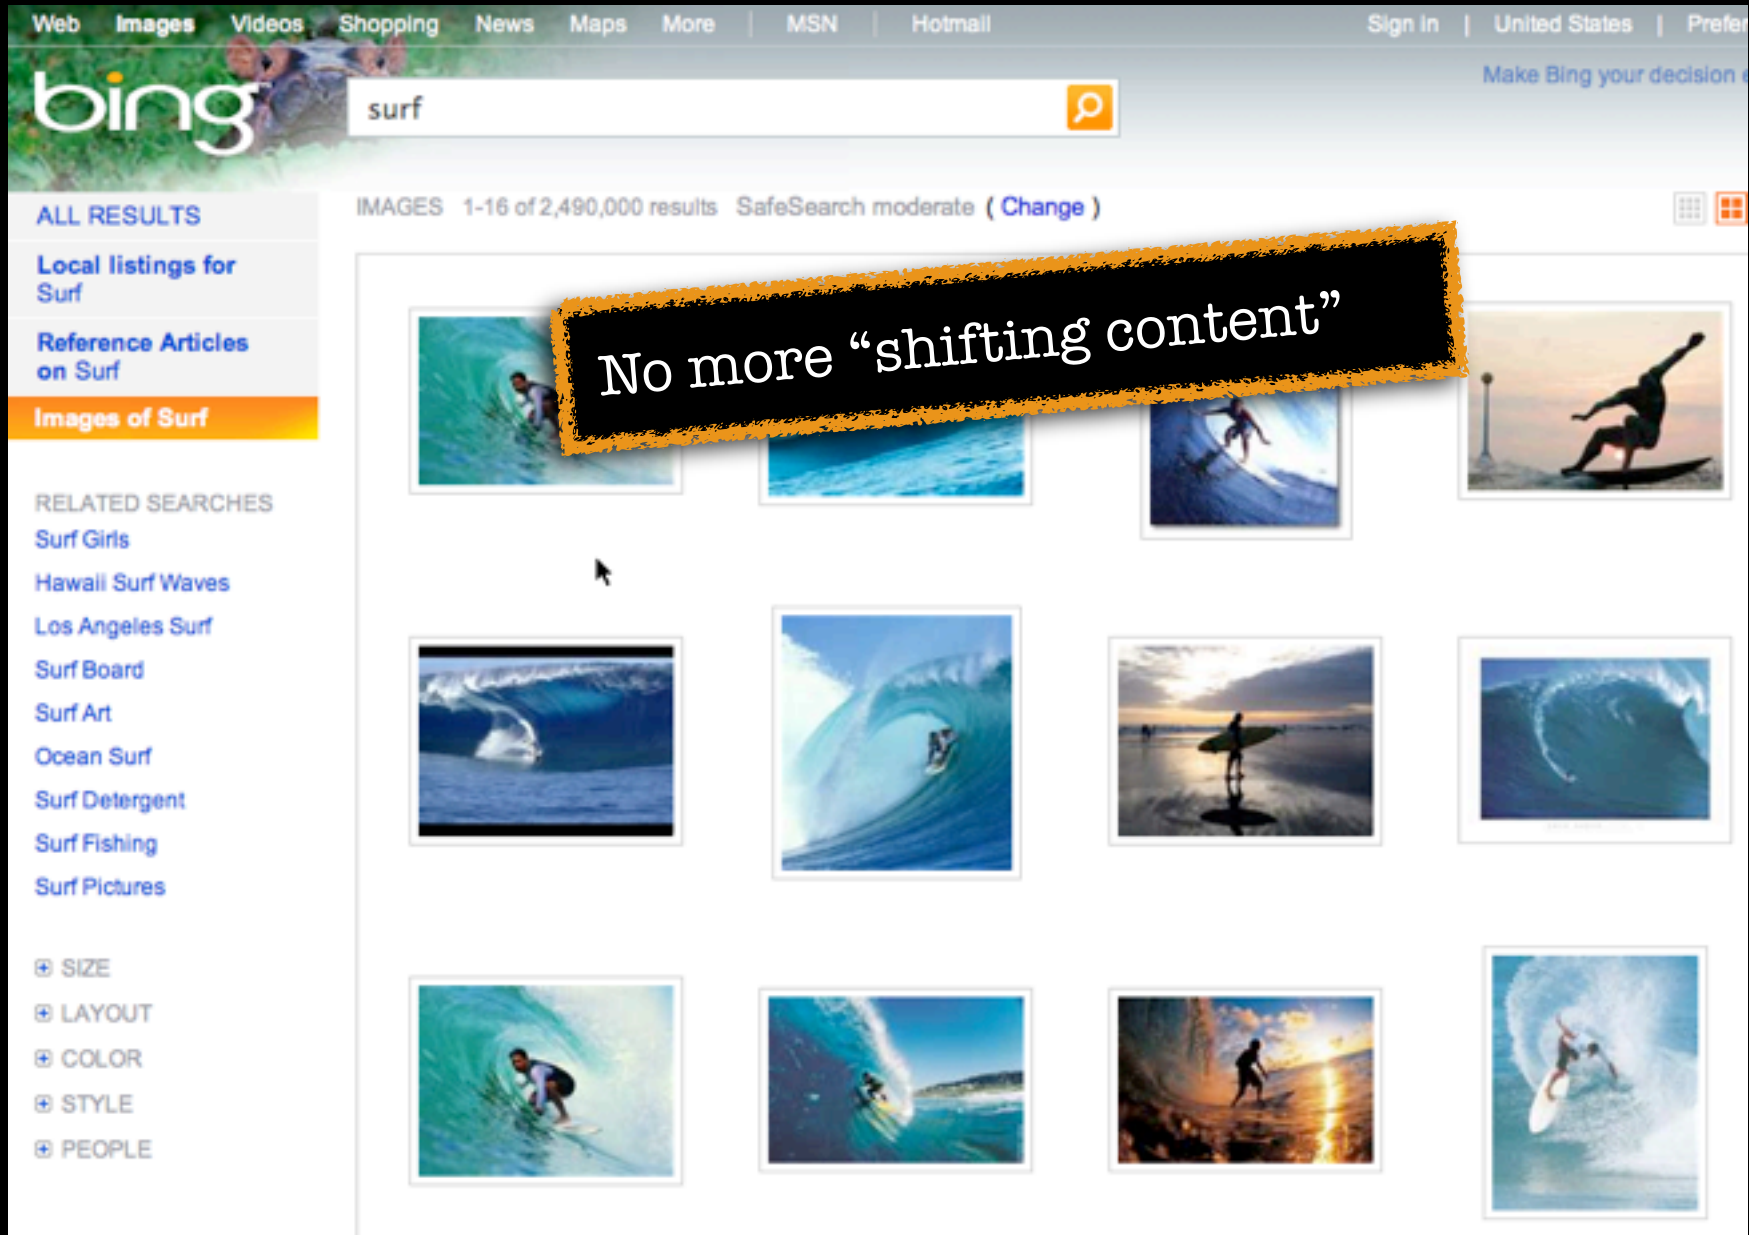 Web Images Videos Shopping News Maps More | MSN | Hotmail
Sign in | United States | Prefer
Make Bing your decision e
bing
surf
IMAGES 1-16 of 2,490,000 results SafeSearch moderate ( Change )
ALL RESULTS
Local listings for
Surf
Reference Articles
on Surf
Images of Surf
No more “shifting content”
RELATED SEARCHES
Surf Girls
Hawaii Surf Waves
Los Angeles Surf
Surf Board
Surf Art
Ocean Surf
Surf Detergent
Surf Fishing
Surf Pictures
SIZE
LAYOUT
COLOR
STYLE
PEOPLE